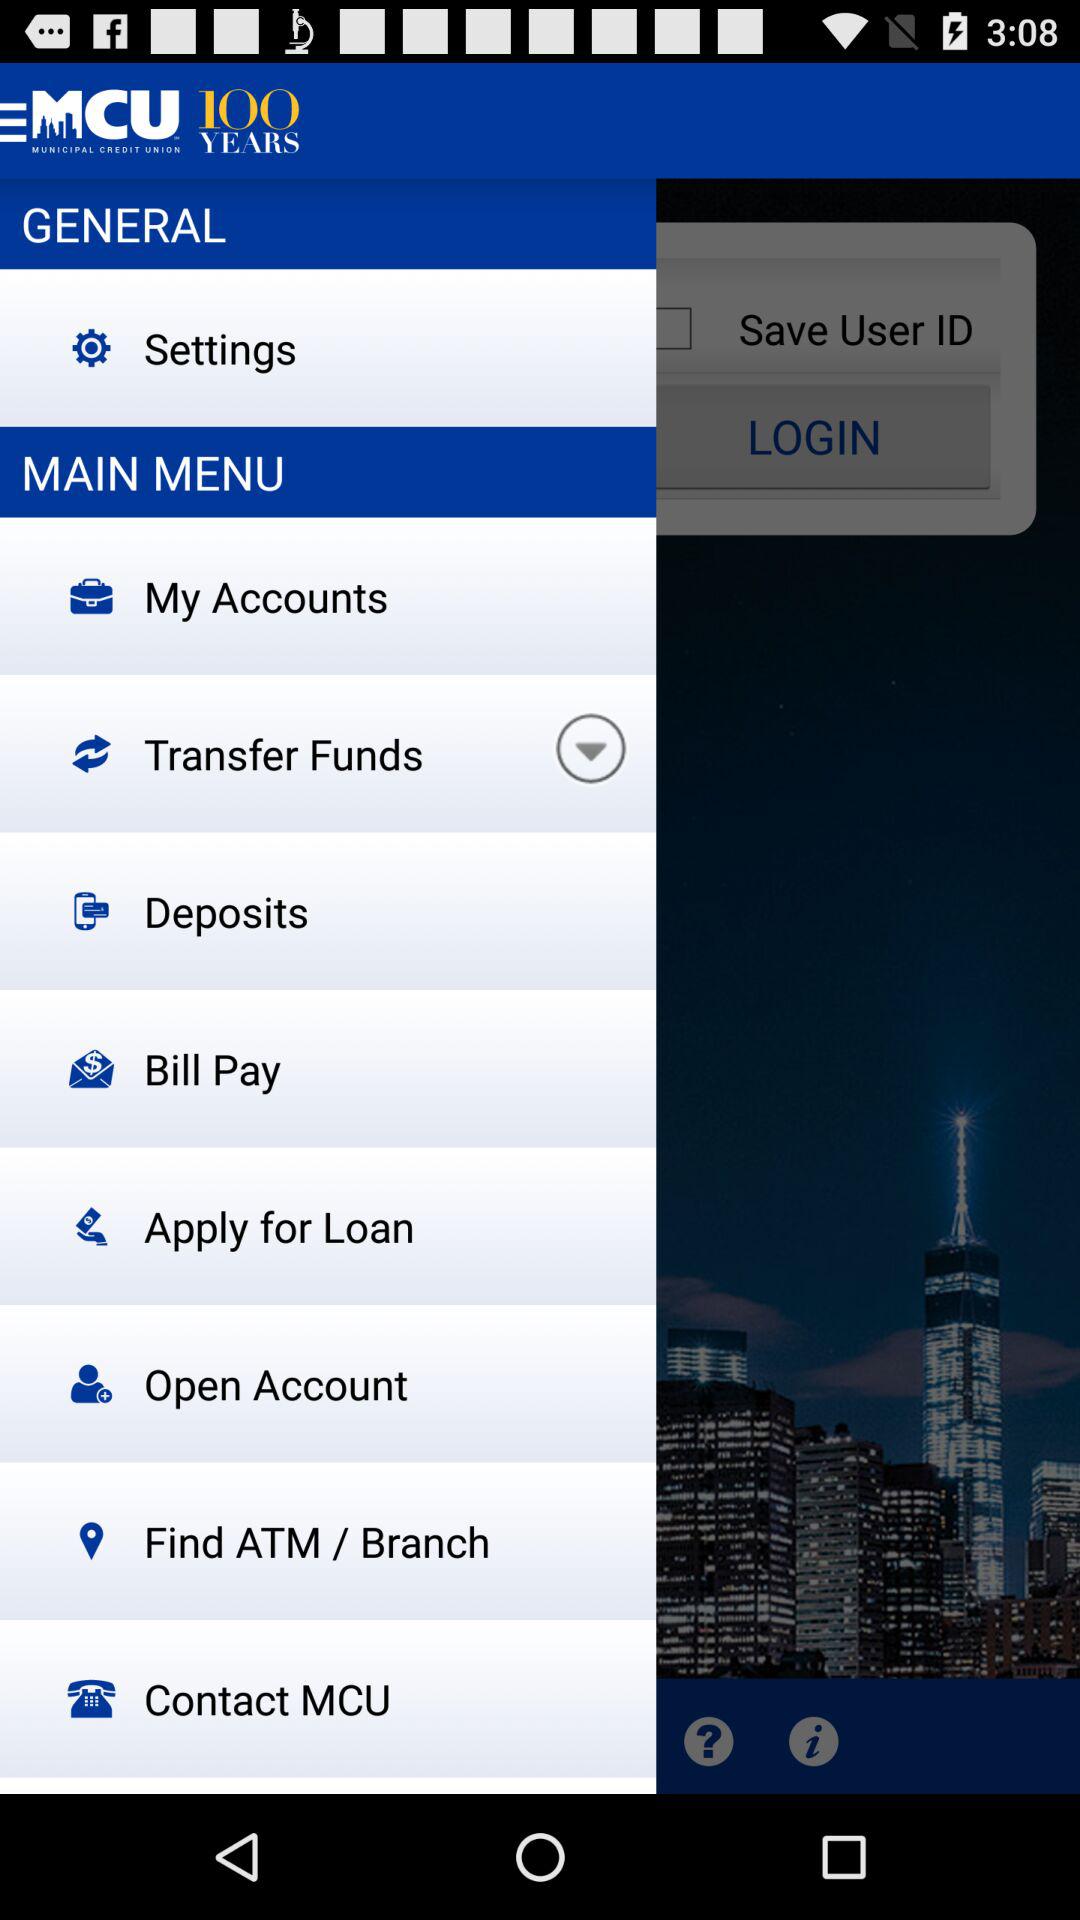 3:08
MCU 100
MUNICIPAL CREDIT UNION YEARS
GENERAL
Settings
Save User ID
LOGIN
MAIN MENU
My Accounts
Transfer Funds
Deposits
Bill Pay
Apply for Loan
Open Account
Find ATM / Branch
Contact MCU